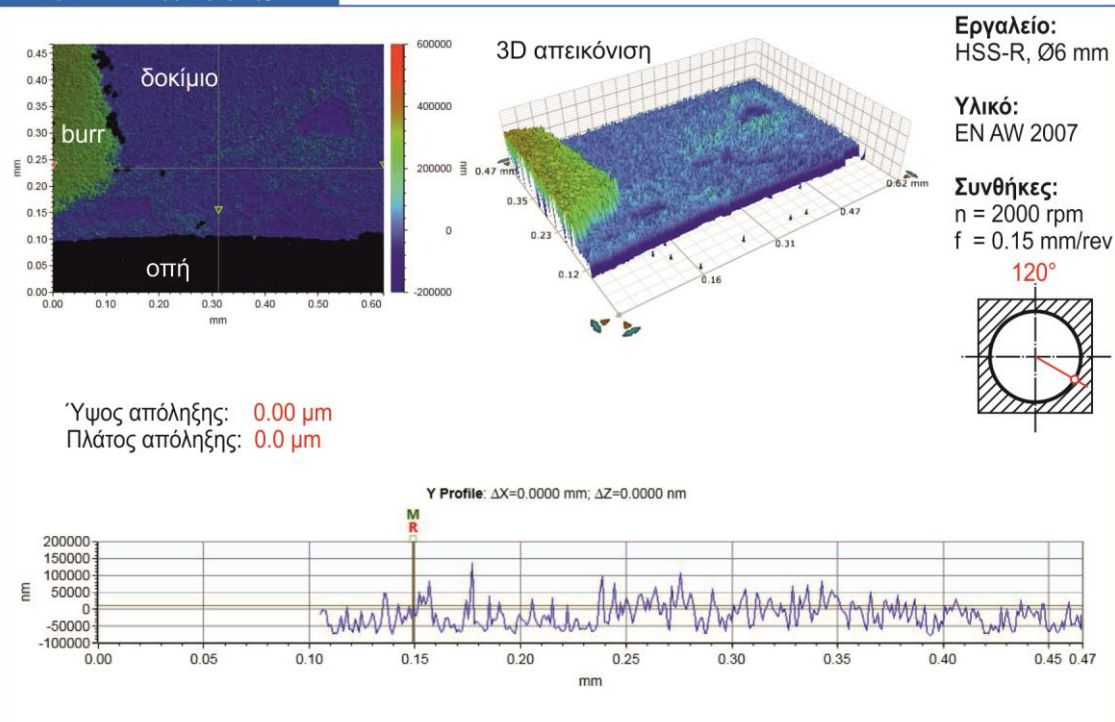 600000
400000
200000
0
-200000
nm
0.45
0.40
0.35
0.30
0.25
0.20
0.15
0.10
0.05
0.00
mm
0.00
0.10
0.20
0.30
0.40
0.50
0.60
mm
δοκίμιο
burr
οπή
3D απεικόνιση
0.47 mm
0.35
0.23
0.12
0.16
0.31
0.47
0.62 mm
Εργαλείο:
HSS-R, Ø6 mm
Υλικό:
EN AW 2007
Συνθήκες:
n = 2000 rpm
f = 0.15 mm/rev
120°
Ύψος απόληξης: 0.00 μm
Πλάτος απόληξης: 0.0 μm
Y Profile: ΔX=0.0000 mm; ΔZ=0.0000 nm
M
R
200000
150000
100000
50000
0
-50000
-100000
nm
0.00
0.05
0.10
0.15
0.20
0.25
0.30
0.35
0.40
0.45
0.47
mm